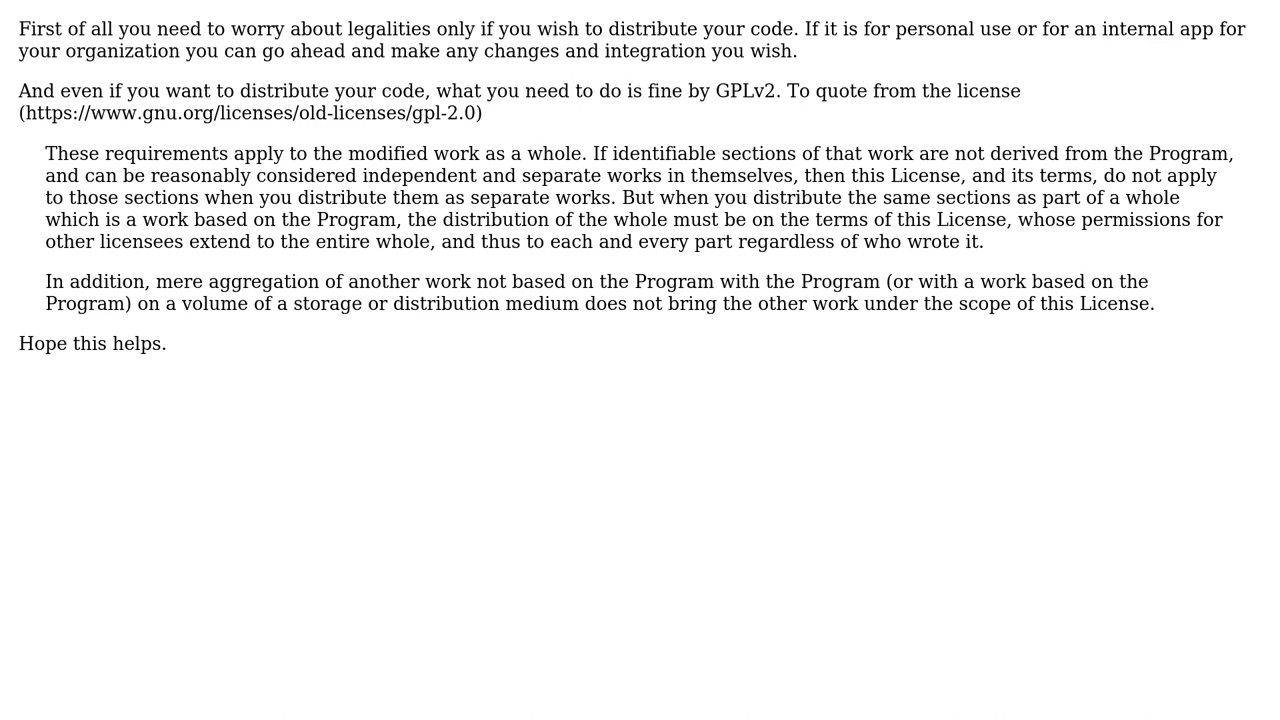 First of all you need to worry about legalities only if you wish to distribute your code. If it is for personal use or for an internal app for
your organization you can go ahead and make any changes and integration you wish.
And even if you want to distribute your code, what you need to do is fine by GPLv2. To quote from the license
(https://www.gnu.org/licenses/old-licenses/gpl-2.0)
These requirements apply to the modified work as a whole. If identifiable sections of that work are not derived from the Program,
and can be reasonably considered independent and separate works in themselves, then this License, and its terms, do not apply
to those sections when you distribute them as separate works. But when you distribute the same sections as part of a whole
which is a work based on the Program, the distribution of the whole must be on the terms of this License, whose permissions for
other licensees extend to the entire whole, and thus to each and every part regardless of who wrote it.
In addition, mere aggregation of another work not based on the Program with the Program (or with a work based on the
Program) on a volume of a storage or distribution medium does not bring the other work under the scope of this License.
Hope this helps.